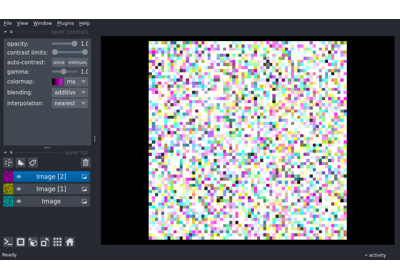 File View Window Plugins Help
layer controls
opacity: 1.0
contrast limits:
auto-contrast: once continuous
gamma: 1.0
colormap: ma
blending: additive
interpolation: nearest
layer list
Image [2]
Image [1]
Image
Ready activity